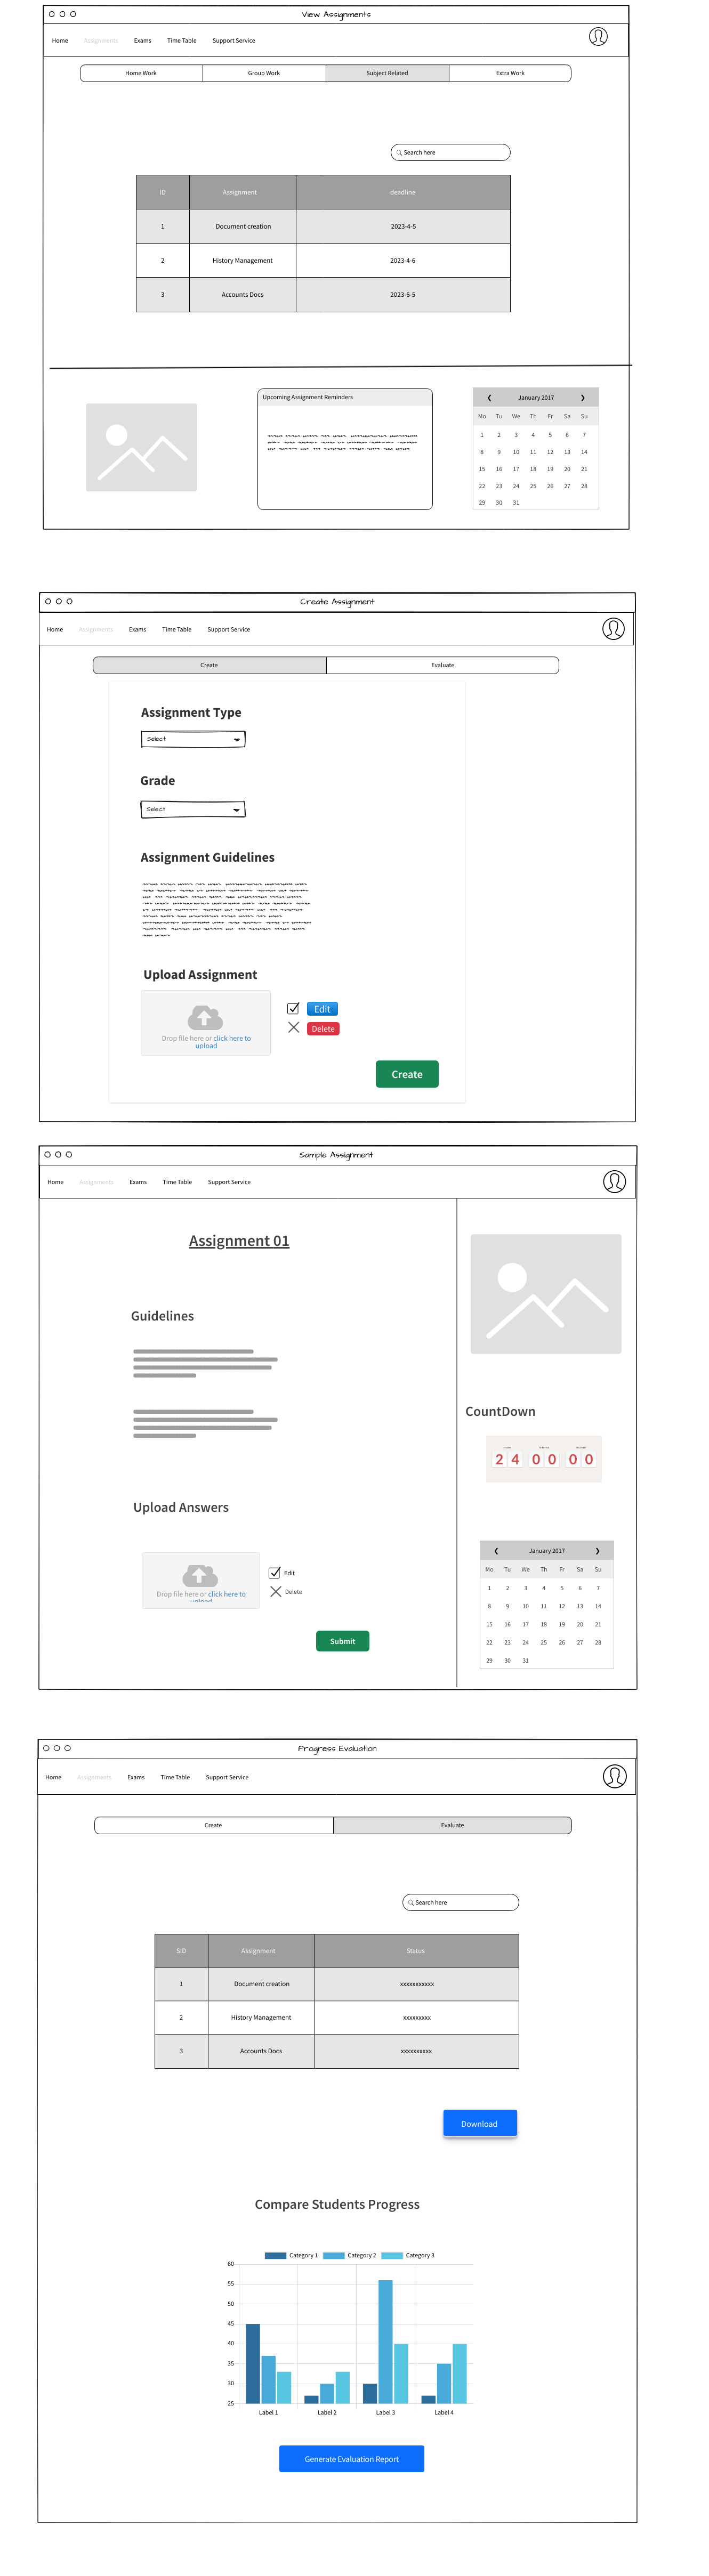 View Assignments
Home Assignments Exams Time Table Support Service
Home Work Group Work Subject Related Extra Work
Search here
ID Assignment deadline
1 Document creation 2023-4-5
2 History Management 2023-4-6
3 Accounts Docs 2023-6-5
Upcoming Assignment Reminders
❮ January 2017 ❯
Mo Tu We Th Fr Sa Su
1 2 3 4 5 6 7
8 9 10 11 12 13 14
15 16 17 18 19 20 21
22 23 24 25 26 27 28
29 30 31
Create Assignment
Home Assignments Exams Time Table Support Service
Create Evaluate
Assignment Type
Select
Grade
Select
Assignment Guidelines
Upload Assignment
Drop file here or click here to
upload
Edit
Delete
Create
Sample Assignment
Home Assignments Exams Time Table Support Service
Assignment 01
Guidelines
CountDown
24 00 00
Upload Answers
Drop file here or click here to
upload
Edit
Delete
Submit
❮ January 2017 ❯
Mo Tu We Th Fr Sa Su
1 2 3 4 5 6 7
8 9 10 11 12 13 14
15 16 17 18 19 20 21
22 23 24 25 26 27 28
29 30 31
Progress Evaluation
Home Assignments Exams Time Table Support Service
Create Evaluate
Search here
SID Assignment Status
1 Document creation xxxxxxxxxxx
2 History Management xxxxxxxxx
3 Accounts Docs xxxxxxxxxx
Download
Compare Students Progress
Category 1 Category 2 Category 3
60
55
50
45
40
35
30
25
Label 1 Label 2 Label 3 Label 4
Generate Evaluation Report